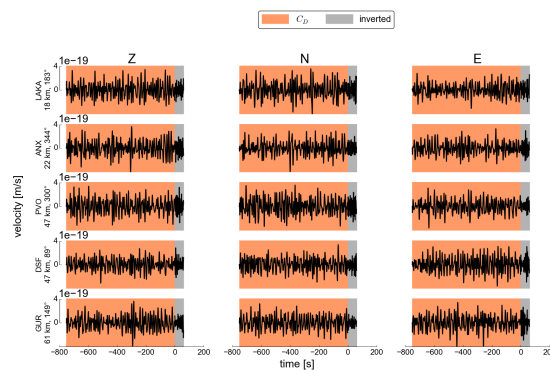 C_D inverted
Z N E
1e−19
4
0
LAKA
18 km, 183°
1e−19
4
0
ANX
22 km, 344°
1e−19
4
0
PVO
47 km, 300°
1e−19
4
0
DSF
47 km, 89°
1e−19
4
0
GUR
61 km, 149°
velocity [m/s]
−800 −600 −400 −200 0 200 −800 −600 −400 −200 0 200 −800 −600 −400 −200 0 200
time [s]